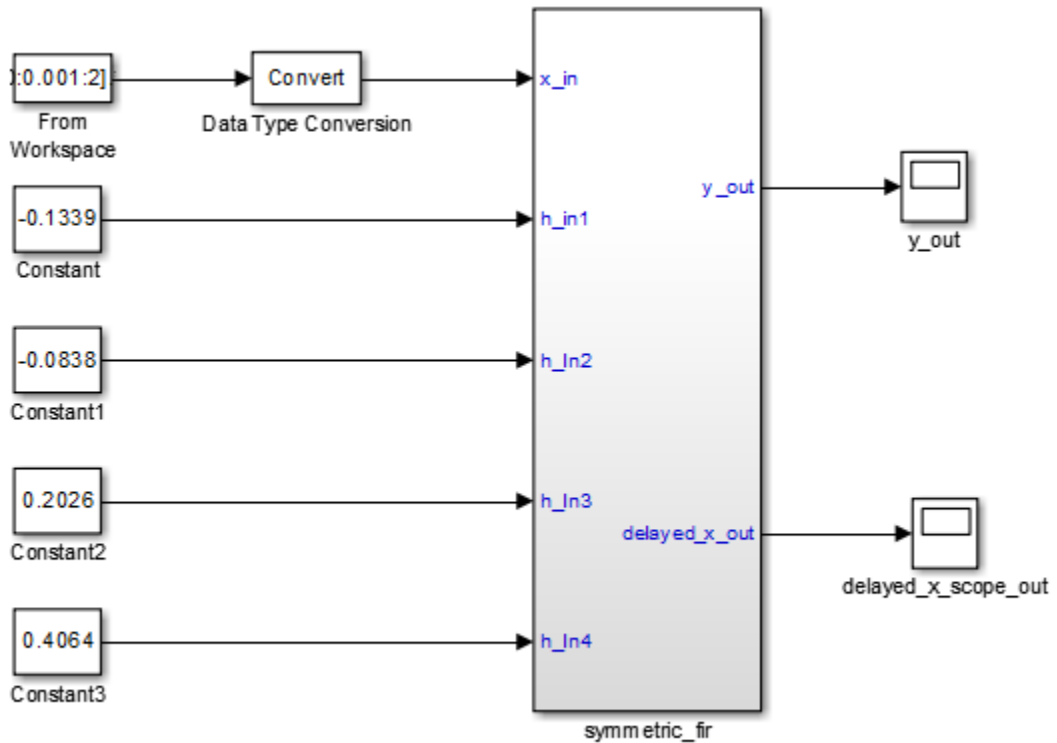 :0.001:2]
From
Workspace
Convert
Data Type Conversion
x_in
-0.1339
Constant
h_in1
-0.0838
Constant1
h_In2
0.2026
Constant2
h_In3
0.4064
Constant3
h_In4
y_out
delayed_x_out
symmetric_fir
y_out
delayed_x_scope_out